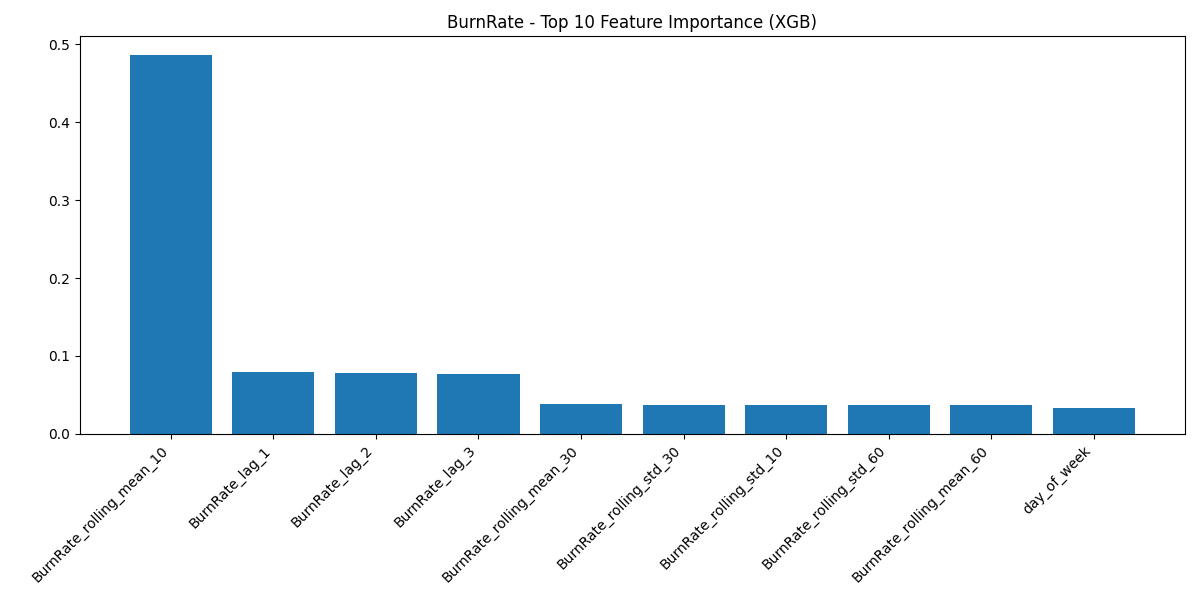 BurnRate - Top 10 Feature Importance (XGB)
0.5
0.4
0.3
0.2
0.1
0.0
BurnRate_rolling_mean_10
BurnRate_lag_1
BurnRate_lag_2
BurnRate_lag_3
BurnRate_rolling_mean_30
BurnRate_rolling_std_30
BurnRate_rolling_std_10
BurnRate_rolling_std_60
BurnRate_rolling_mean_60
day_of_week